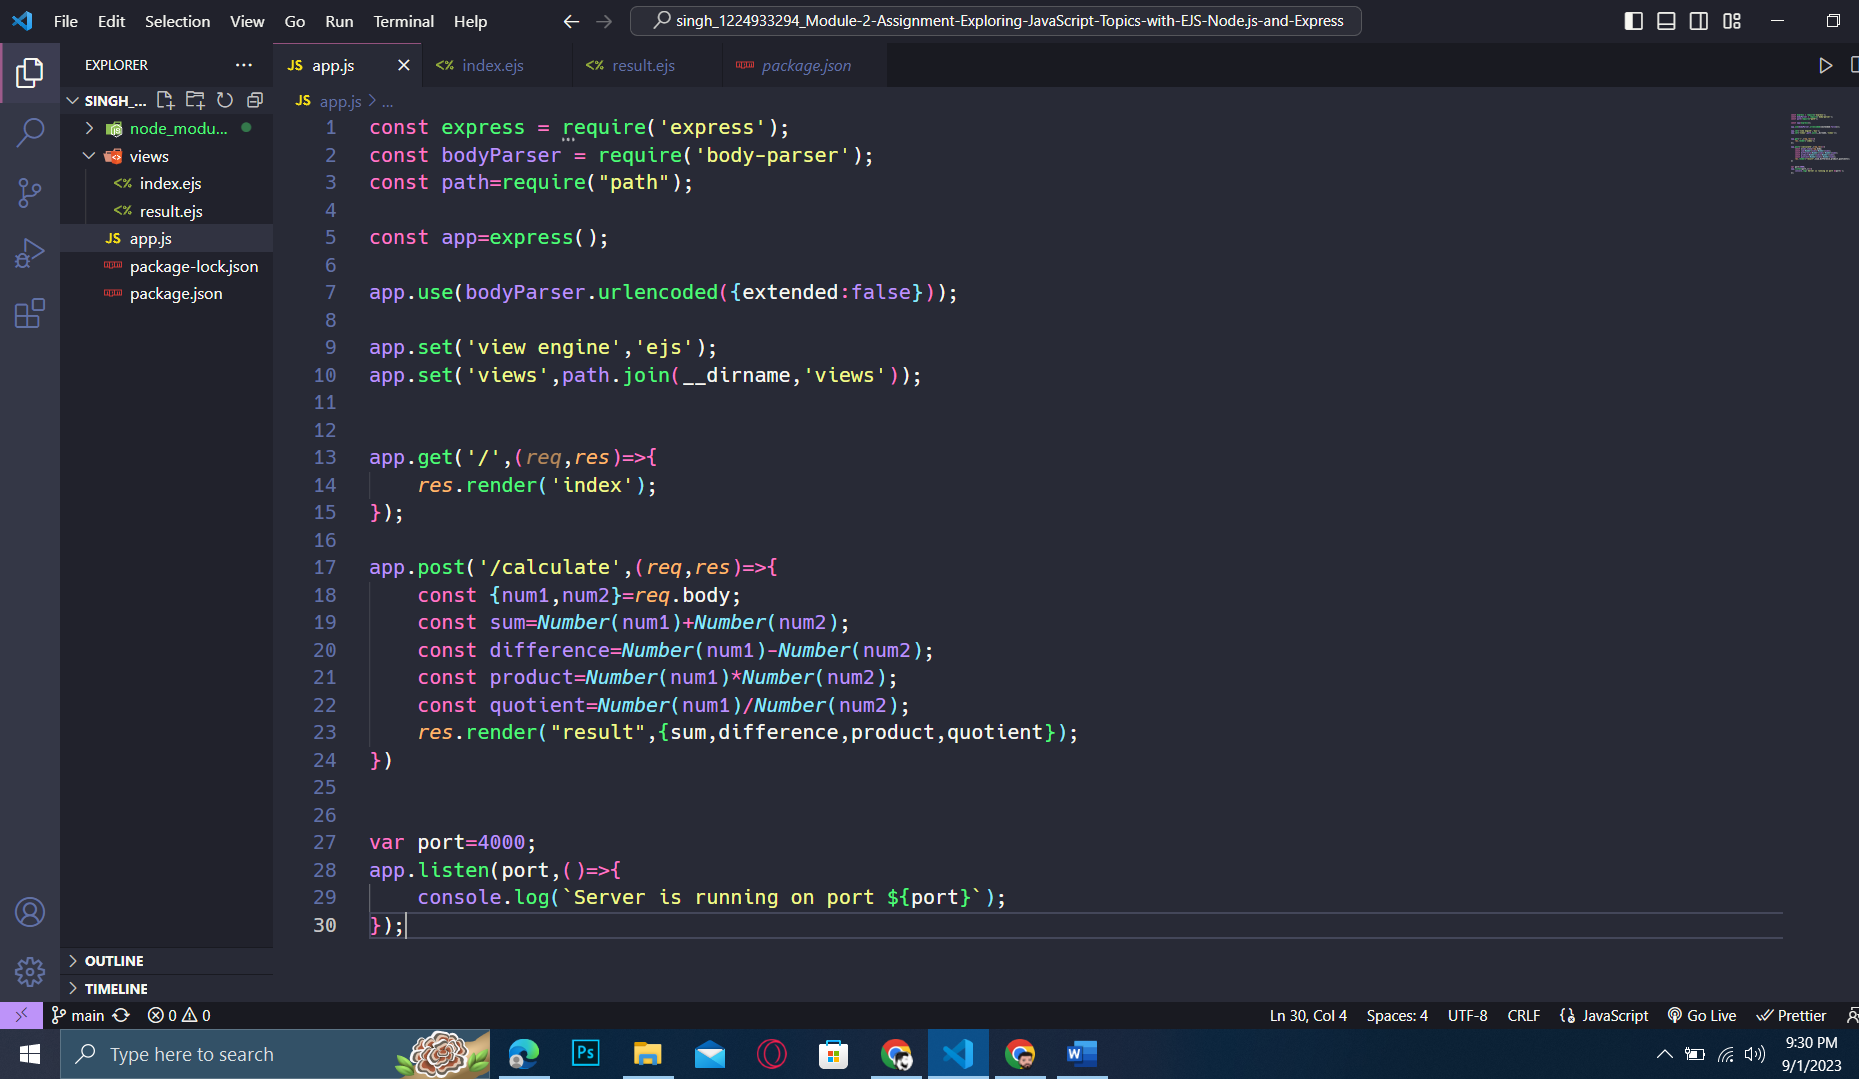 File Edit Selection View Go Run Terminal Help
singh_1224933294_Module-2-Assignment-Exploring-JavaScript-Topics-with-EJS-Node.js-and-Express
EXPLORER
SINGH_...
node_modu...
views
<% index.ejs
<% result.ejs
JS app.js
package-lock.json
package.json
OUTLINE
TIMELINE
JS app.js
<% index.ejs
<% result.ejs
package.json
JS app.js > ...
1 const express = require('express');
2 const bodyParser = require('body-parser');
3 const path=require("path");
4
5 const app=express();
6
7 app.use(bodyParser.urlencoded({extended:false}));
8
9 app.set('view engine','ejs');
10 app.set('views',path.join(__dirname,'views'));
11
12
13 app.get('/',(req,res)=>{
14     res.render('index');
15 });
16
17 app.post('/calculate',(req,res)=>{
18     const {num1,num2}=req.body;
19     const sum=Number(num1)+Number(num2);
20     const difference=Number(num1)-Number(num2);
21     const product=Number(num1)*Number(num2);
22     const quotient=Number(num1)/Number(num2);
23     res.render("result",{sum,difference,product,quotient});
24 })
25
26
27 var port=4000;
28 app.listen(port,()=>{
29     console.log(`Server is running on port ${port}`);
30 });
main 0 0 Ln 30, Col 4 Spaces: 4 UTF-8 CRLF JavaScript Go Live Prettier
Type here to search
Ps
W
9:30 PM
9/1/2023